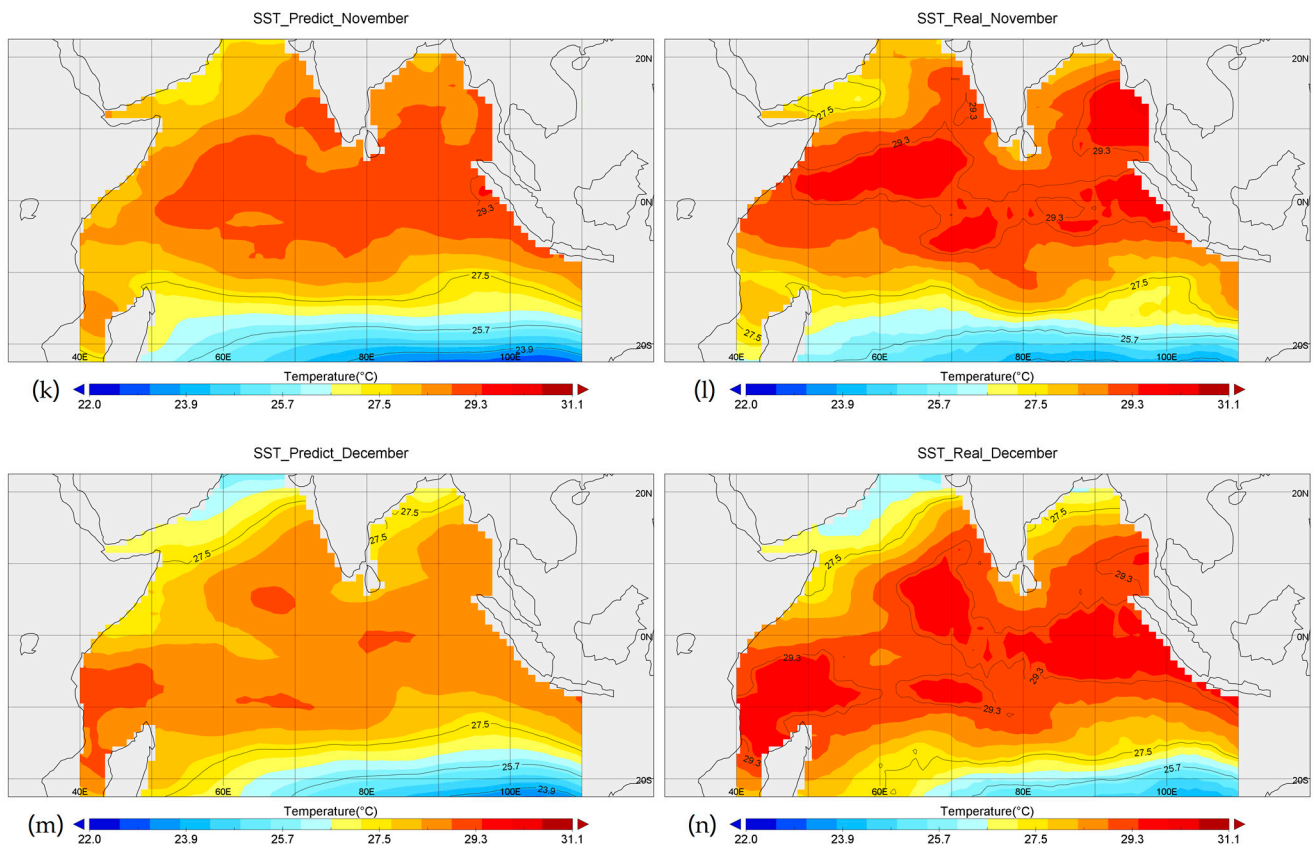 SST_Predict_November
SST_Real_November
20N
29.3
0N
27.5
25.7
23.9
40E 60E 80E 100E 20S
20N
27.5
29.3
29.3
29.3
29.3
0N
27.5
27.5
25.7
40E 60E 80E 100E 20S
(k)
Temperature(°C)
22.0 23.9 25.7 27.5 29.3 31.1
(l)
Temperature(°C)
22.0 23.9 25.7 27.5 29.3 31.1
SST_Predict_December
SST_Real_December
20N
27.5
27.5
27.5
0N
27.5
25.7
23.9
40E 60E 80E 100E 20S
20N
27.5
27.5
29.3
0N
29.3
29.3
29.3
27.5
29.3
25.7
40E 60E 80E 100E 20S
(m)
Temperature(°C)
22.0 23.9 25.7 27.5 29.3 31.1
(n)
Temperature(°C)
22.0 23.9 25.7 27.5 29.3 31.1